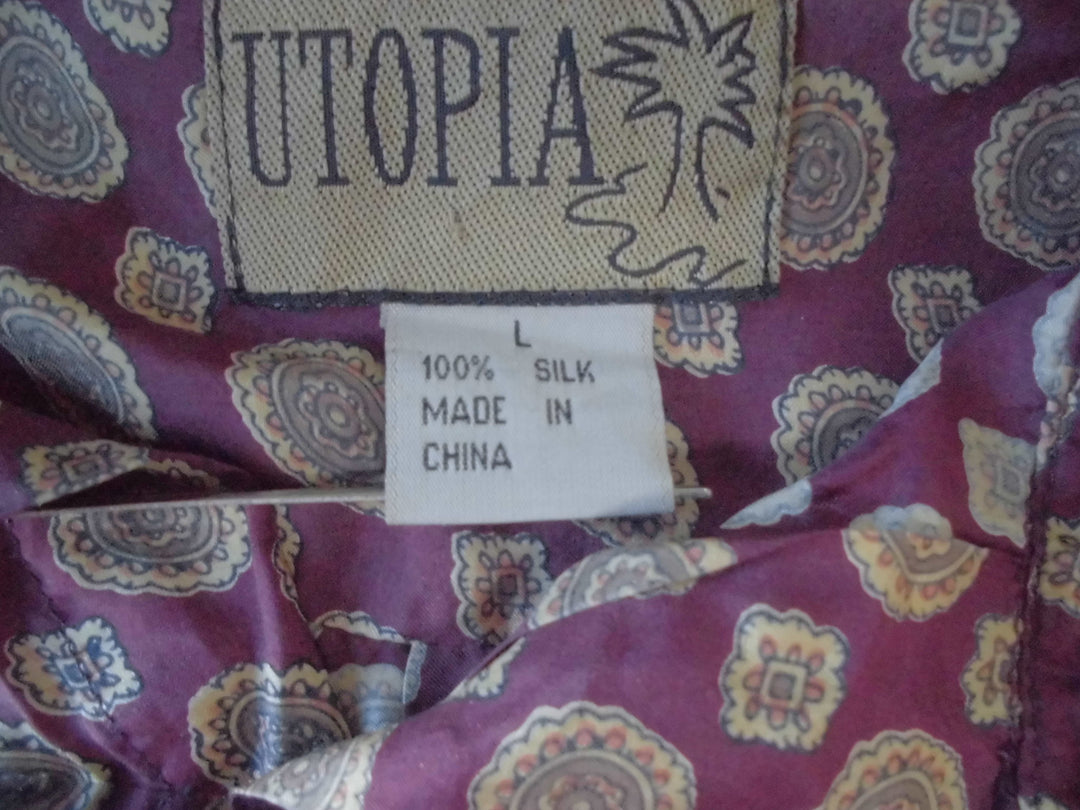 UTOPIA
L
100% SILK
MADE IN
CHINA